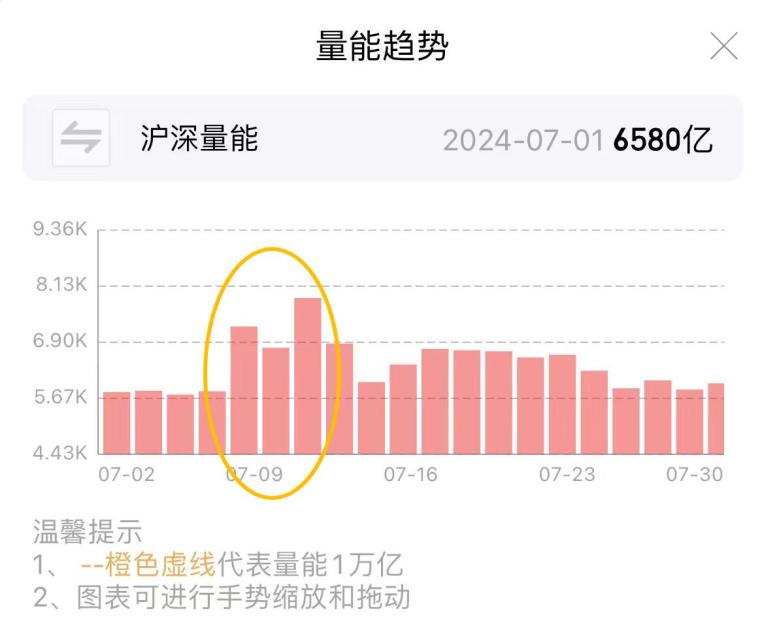 量能趋势
沪深量能 2024-07-01 6580亿
9.36K
8.13K
6.90K
5.67K
4.43K
07-02 07-09 07-16 07-23 07-30
温馨提示
1、 --橙色虚线代表量能1万亿
2、图表可进行手势缩放和拖动